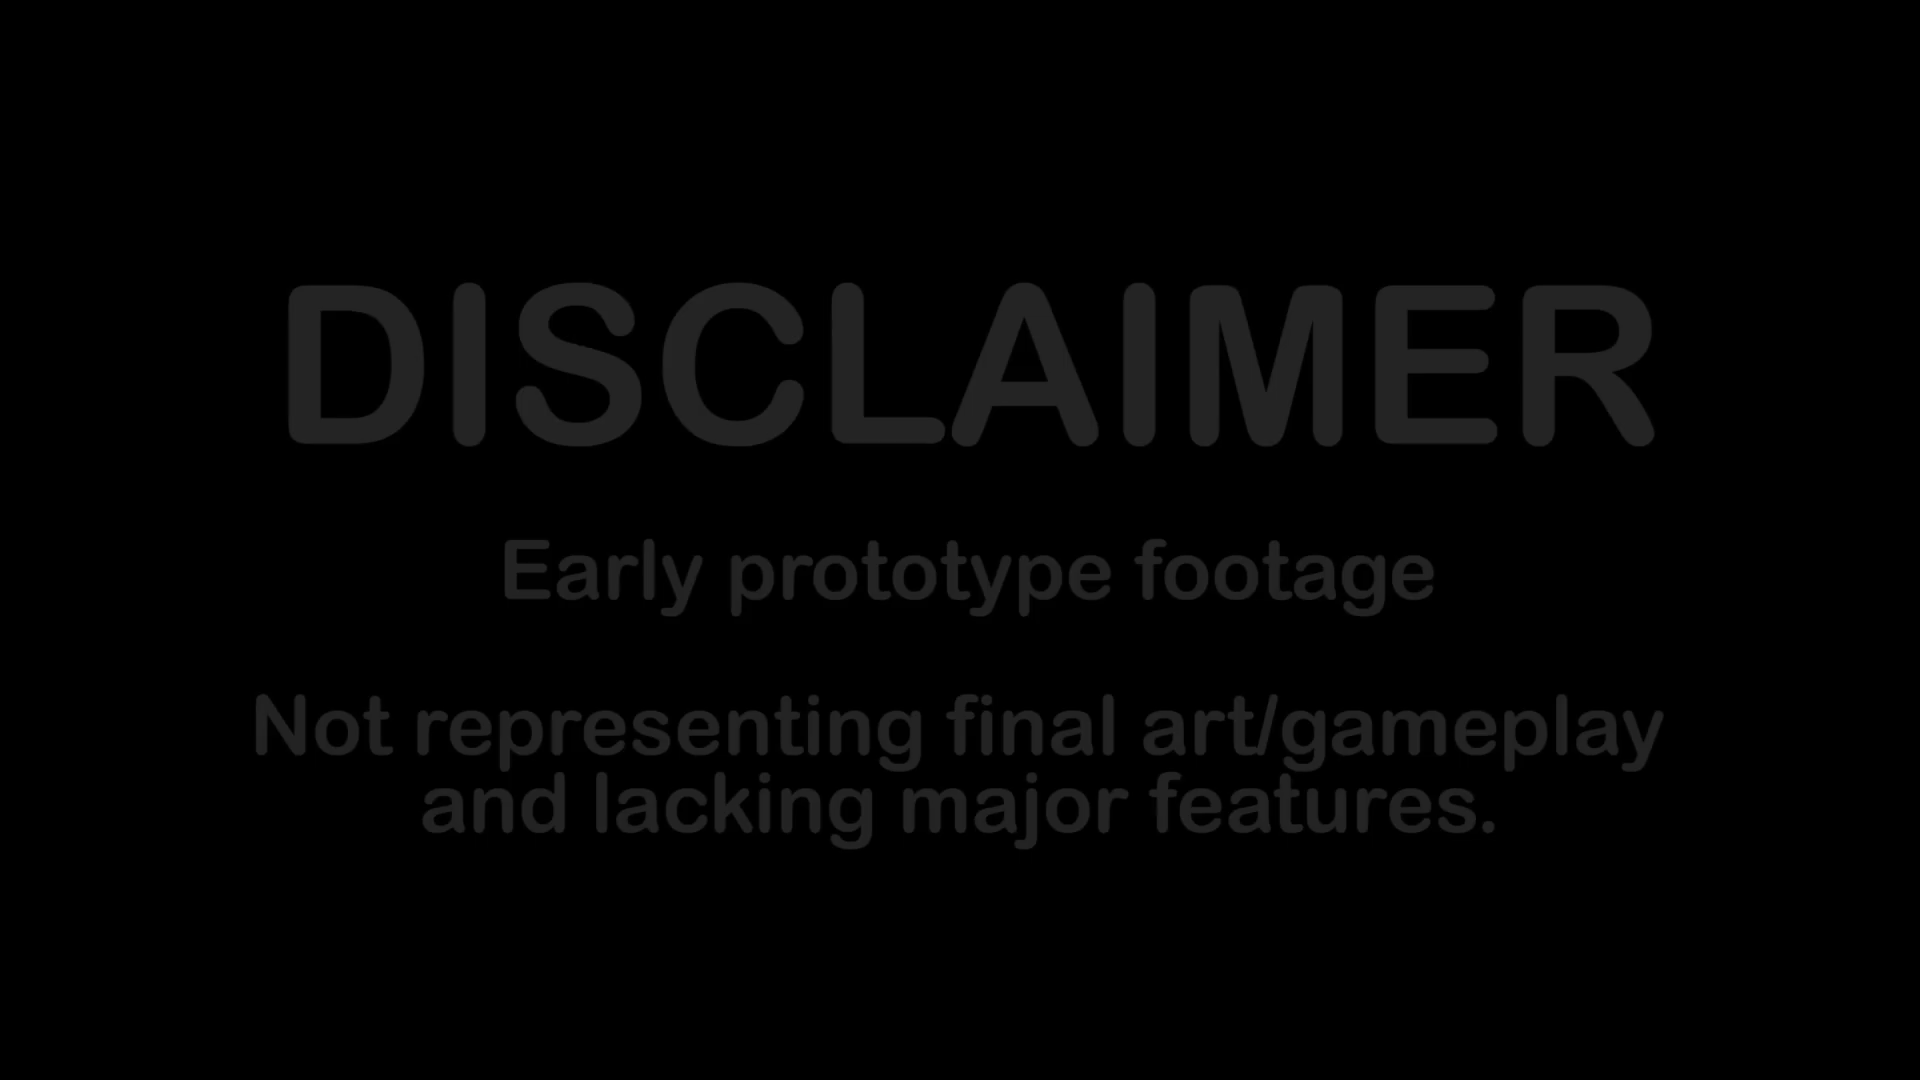 DISCLAIMER
Early prototype footage
Not representing final art/gameplay
and lacking major features.